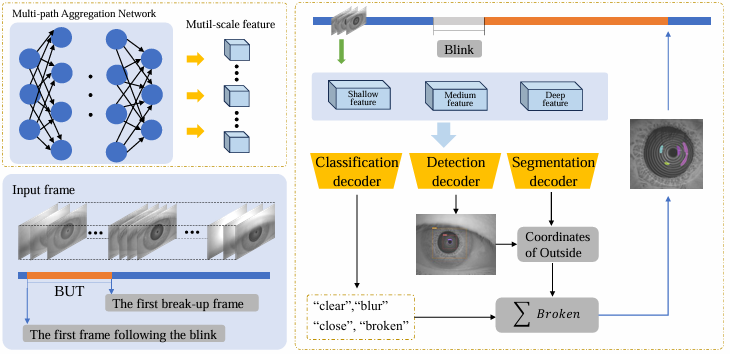 Multi-path Aggregation Network
Mutil-scale feature
Input frame
BUT
The first break-up frame
The first frame following the blink
Blink
Shallow
feature
Medium
feature
Deep
feature
Classification
decoder
Detection
decoder
Segmentation
decoder
Coordinates
of Outside
“clear”,“blur”
“close”, “broken”
∑ Broken